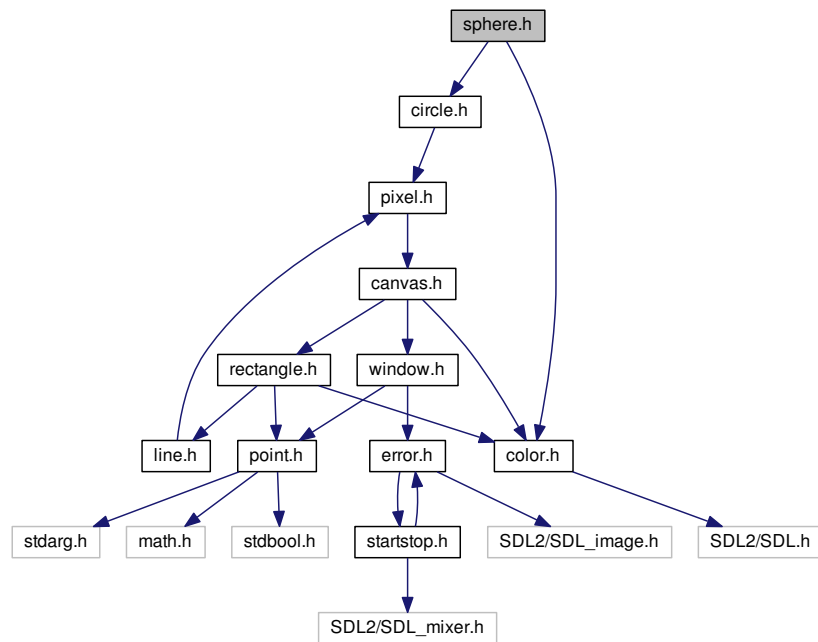 sphere.h
circle.h
pixel.h
canvas.h
rectangle.h
window.h
line.h
point.h
error.h
color.h
stdarg.h
math.h
stdbool.h
startstop.h
SDL2/SDL_image.h
SDL2/SDL.h
SDL2/SDL_mixer.h